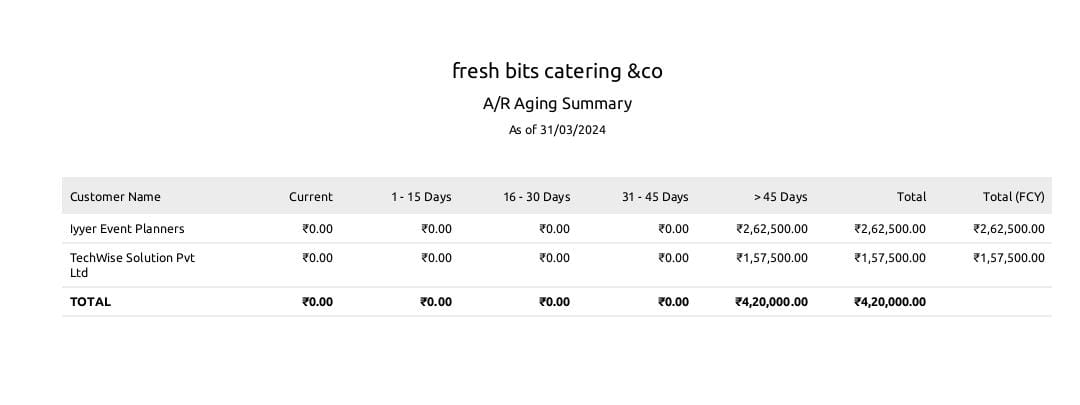 fresh bits catering &co
A/R Aging Summary
As of 31/03/2024
Customer Name Current 1 - 15 Days 16 - 30 Days 31 - 45 Days > 45 Days Total Total (FCY)
Iyyer Event Planners ₹0.00 ₹0.00 ₹0.00 ₹0.00 ₹2,62,500.00 ₹2,62,500.00 ₹2,62,500.00
TechWise Solution Pvt ₹0.00 ₹0.00 ₹0.00 ₹0.00 ₹1,57,500.00 ₹1,57,500.00 ₹1,57,500.00
Ltd
TOTAL ₹0.00 ₹0.00 ₹0.00 ₹0.00 ₹4,20,000.00 ₹4,20,000.00